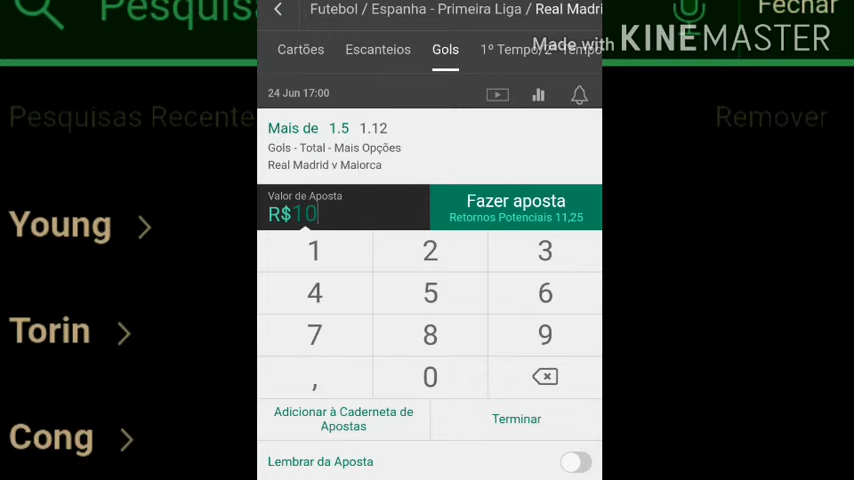 Pesquisa
Fechar
Futebol / Espanha - Primeira Liga / Real Madri
Made with KINEMASTER
Cartões Escanteios Gols 1º Tempo/2º Tempo
24 Jun 17:00
Pesquisas Recente
Remover
Mais de 1.5 1.12
Gols - Total - Mais Opções
Real Madrid v Maiorca
Valor de Aposta
R$10
Fazer aposta
Retornos Potenciais 11,25
Young
Torin
Cong
1 2 3
4 5 6
7 8 9
, 0
Adicionar à Caderneta de
Apostas
Terminar
Lembrar da Aposta